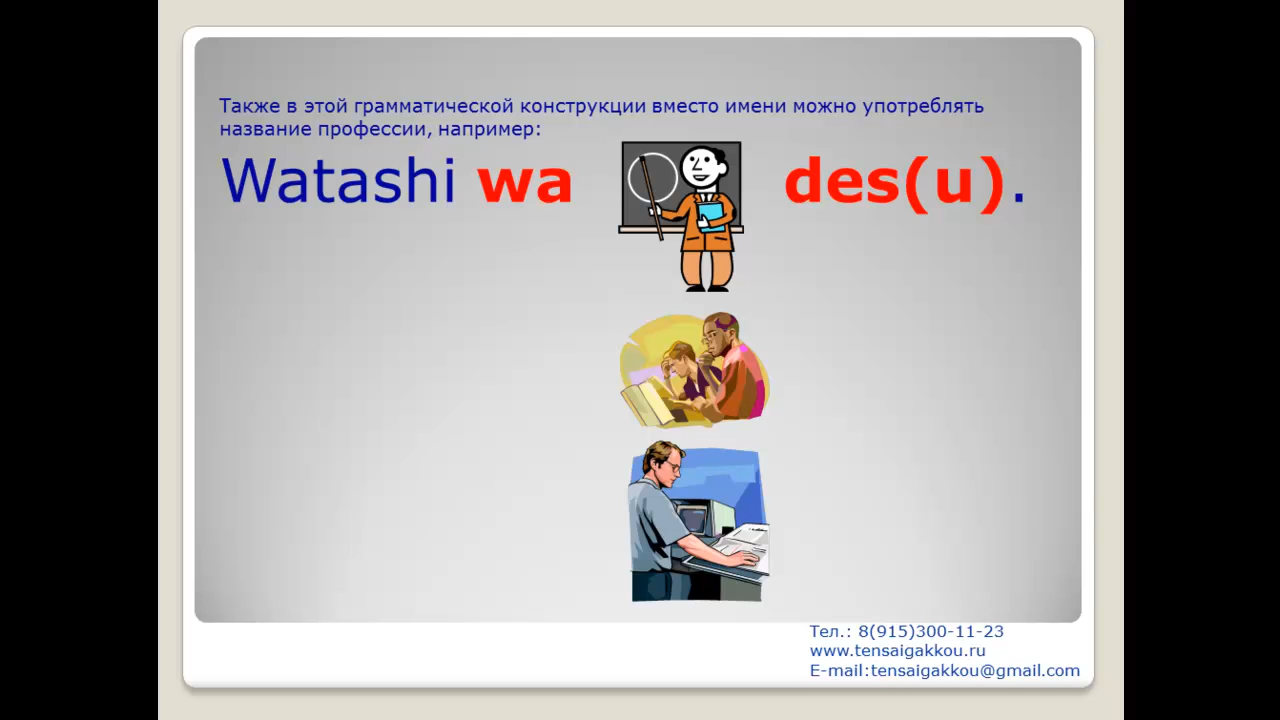 Также в этой грамматической конструкции вместо имени можно употреблять
название профессии, например:
Watashi wa des(u).
Тел.: 8(915)300-11-23
www.tensaigakkou.ru
E-mail:tensaigakkou@gmail.com